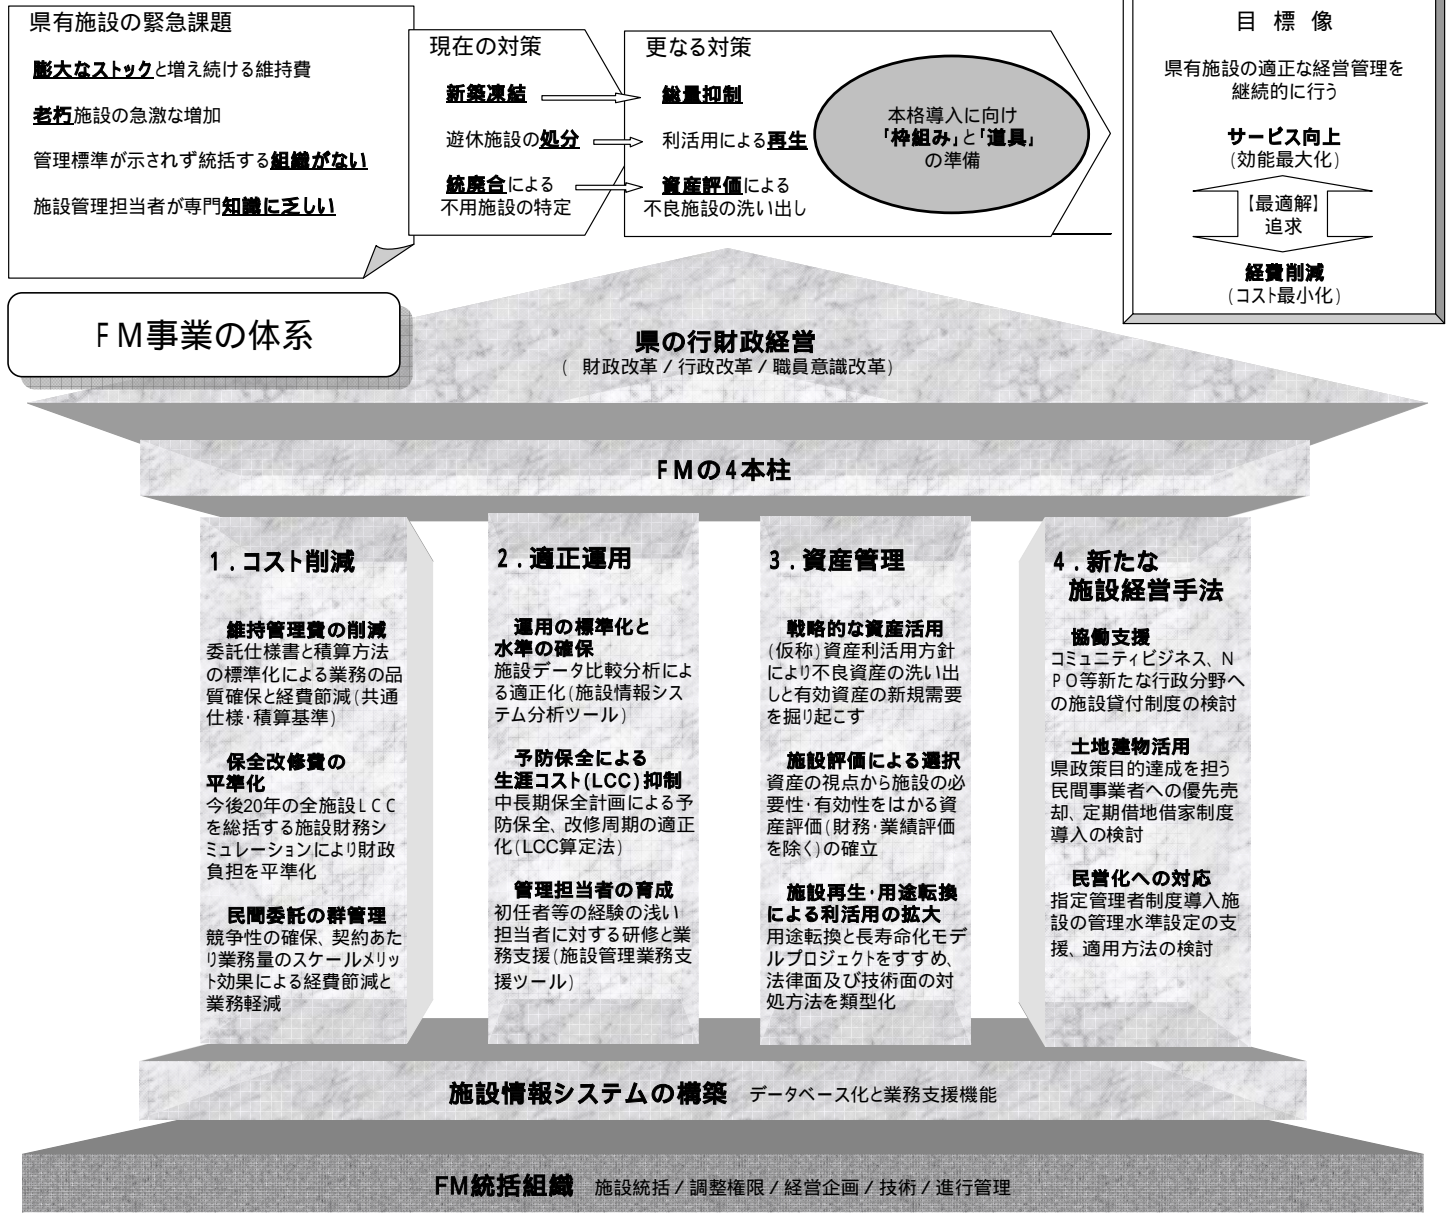 県有施設の緊急課題
膨大なストックと増え続ける維持費
老朽施設の急激な増加
管理標準が示されず統括する組織がない
施設管理担当者が専門知識に乏しい
現在の対策
新築凍結
遊休施設の処分
統廃合による
不用施設の特定
更なる対策
総量抑制
利活用による再生
資産評価による
不良施設の洗い出し
本格導入に向け
「枠組み」と「道具」
の準備
目 標 像
県有施設の適正な経営管理を
継続的に行う
サービス向上
(効能最大化)
【最適解】
追求
経費削減
(コスト最小化)
FM事業の体系
県の行財政経営
( 財政改革/行政改革/職員意識改革)
FMの4本柱
1.コスト削減
維持管理費の削減
委託仕様書と積算方法
の標準化による業務の品
質確保と経費節減(共通
仕様・積算基準)
保全改修費の
平準化
今後20年の全施設LCC
を総括する施設財務シ
ミュレーションにより財政
負担を平準化
民間委託の群管理
競争性の確保、契約あた
り業務量のスケールメリッ
ト効果による経費節減と
業務軽減
2.適正運用
運用の標準化と
水準の確保
施設データ比較分析によ
る適正化(施設情報シス
テム分析ツール)
予防保全による
生涯コスト(LCC)抑制
中長期保全計画による予
防保全、改修周期の適正
化(LCC算定法)
管理担当者の育成
初任者等の経験の浅い
担当者に対する研修と業
務支援(施設管理業務支
援ツール)
3.資産管理
戦略的な資産活用
(仮称)資産利活用方針
により不良資産の洗い出
しと有効資産の新規需要
を掘り起こす
施設評価による選択
資産の視点から施設の必
要性・有効性をはかる資
産評価(財務・業績評価
を除く)の確立
施設再生・用途転換
による利活用の拡大
用途転換と長寿命化モデ
ルプロジェクトをすすめ、
法律面及び技術面の対
処方法を類型化
4.新たな
施設経営手法
協働支援
コミュニティビジネス、N
PO等新たな行政分野へ
の施設貸付制度の検討
土地建物活用
県政策目的達成を担う
民間事業者への優先売
却、定期借地借家制度
導入の検討
民営化への対応
指定管理者制度導入施
設の管理水準設定の支
援、適用方法の検討
施設情報システムの構築 データベース化と業務支援機能
FM統括組織 施設統括/調整権限/経営企画/技術/進行管理